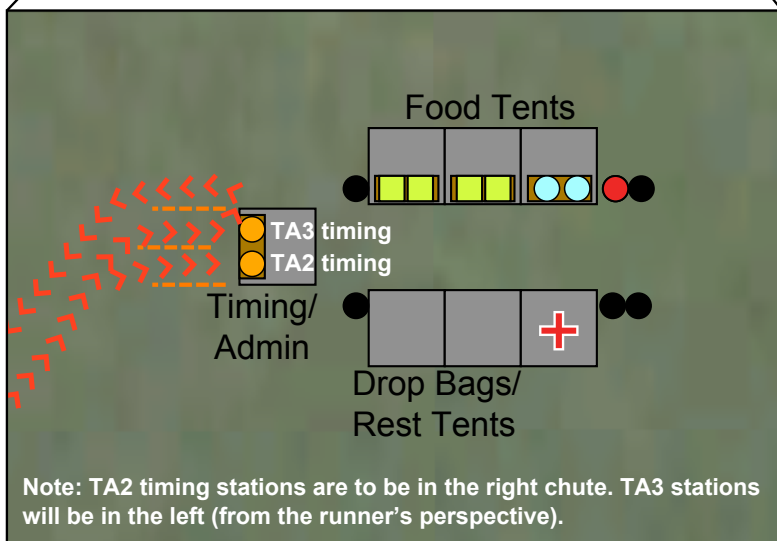 Food Tents
TA3 timing
TA2 timing
Timing/
Admin
Drop Bags/
Rest Tents
Note: TA2 timing stations are to be in the right chute. TA3 stations
will be in the left (from the runner's perspective).